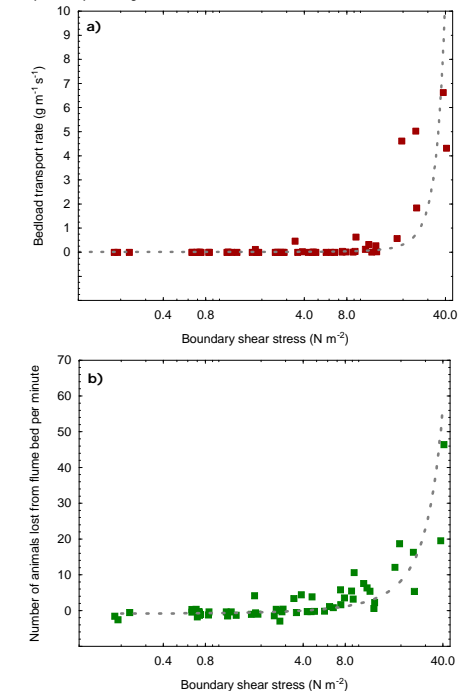 10
a)
9
8
7
6
5
4
3
2
1
0
Bedload transport rate (g m-1 s-1)
0.4 0.8 4.0 8.0 40.0
Boundary shear stress (N m-2)
70
b)
60
50
40
30
20
10
0
Number of animals lost from flume bed per minute
0.4 0.8 4.0 8.0 40.0
Boundary shear stress (N m-2)